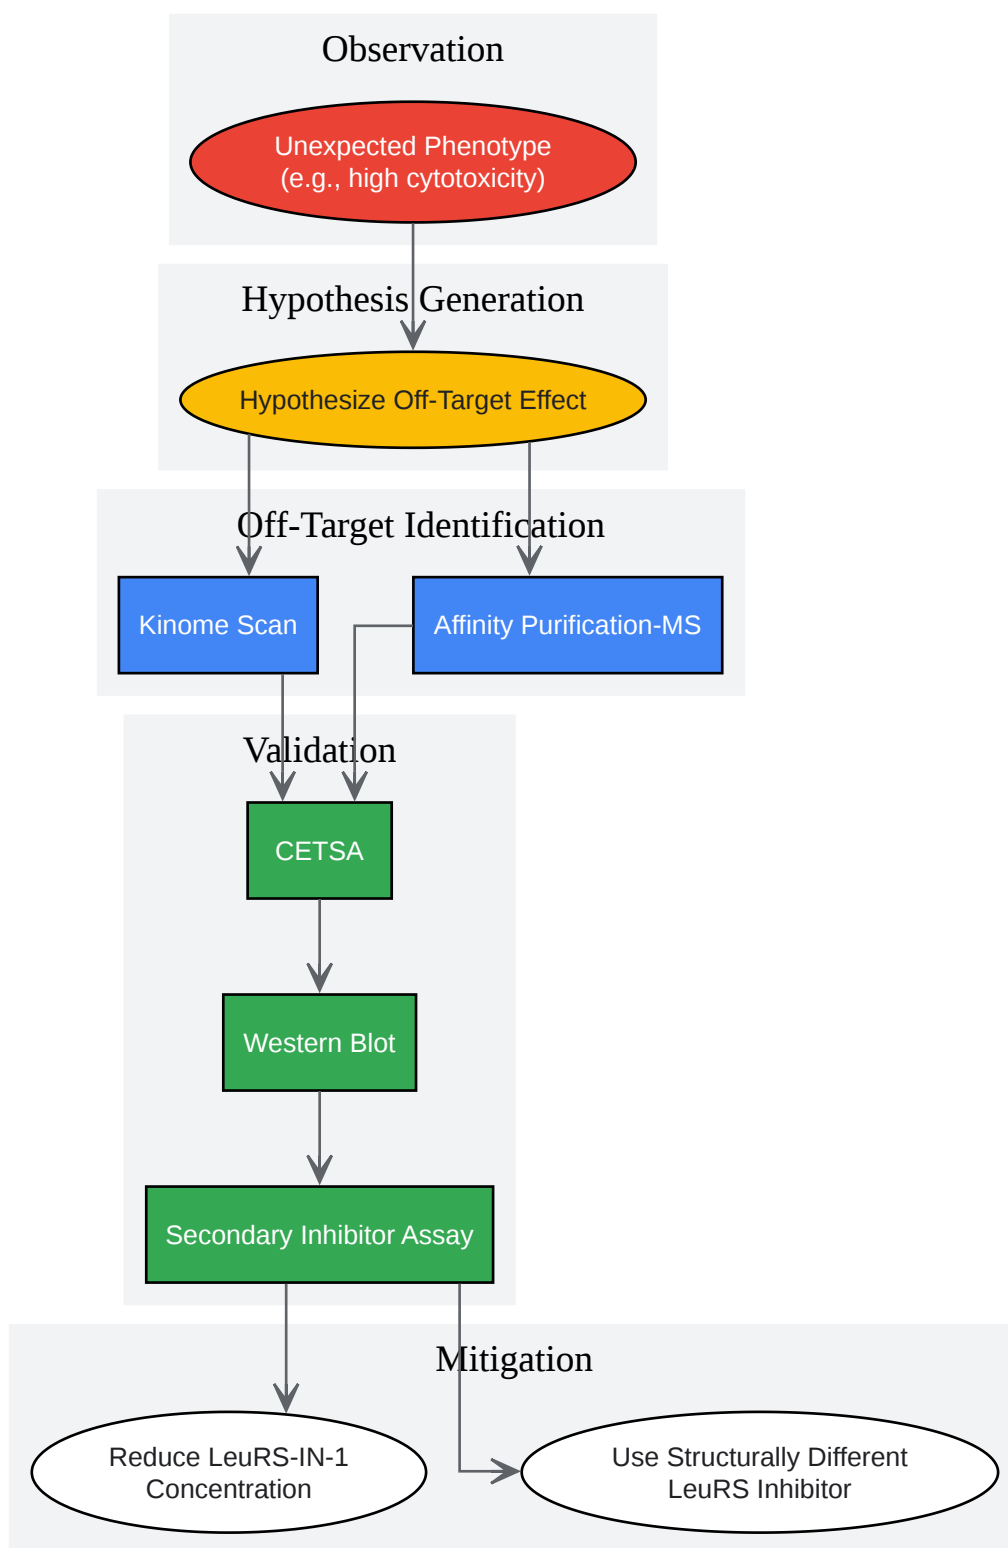 Observation
Unexpected Phenotype
(e.g., high cytotoxicity)
Hypothesis Generation
Hypothesize Off-Target Effect
Off-Target Identification
Kinome Scan
Affinity Purification-MS
Validation
CETSA
Western Blot
Secondary Inhibitor Assay
Mitigation
Reduce LeuRS-IN-1
Concentration
Use Structurally Different
LeuRS Inhibitor